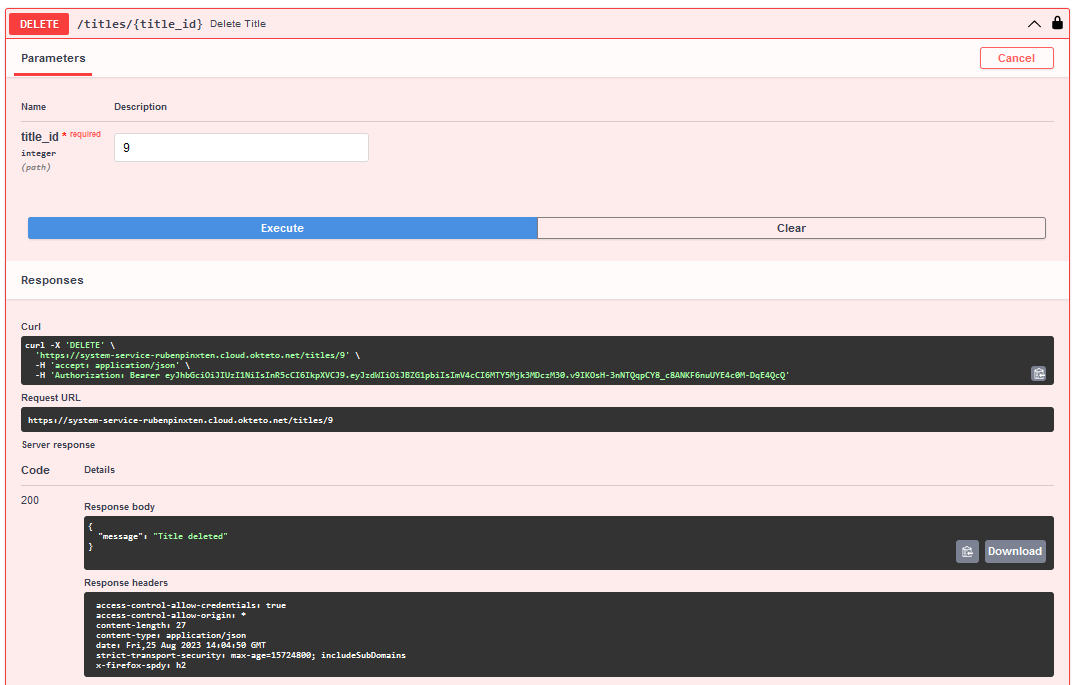 DELETE /titles/{title_id} Delete Title
Parameters
Cancel
Name Description
title_id * required
integer
(path)
9
Execute Clear
Responses
Curl
curl -X 'DELETE' \
'https://system-service-rubenpinxten.cloud.okteto.net/titles/9' \
-H 'accept: application/json' \
-H 'Authorization: Bearer eyJhbGciOiJIUzI1NiIsInR5cCI6IkpXVCJ9.eyJzdWIiOiJBZG1pbiIsImV4cCI6MTY5Mjk3MDczM30.v9IKOsH-3nNTQqpCY8_c8ANKF6nuUYE4c0M-DqE4QcQ'
Request URL
https://system-service-rubenpinxten.cloud.okteto.net/titles/9
Server response
Code Details
200
Response body
{
"message": "Title deleted"
}
Download
Response headers
access-control-allow-credentials: true
access-control-allow-origin: *
content-length: 27
content-type: application/json
date: Fri,25 Aug 2023 14:04:50 GMT
strict-transport-security: max-age=15724800; includeSubDomains
x-firefox-spdy: h2